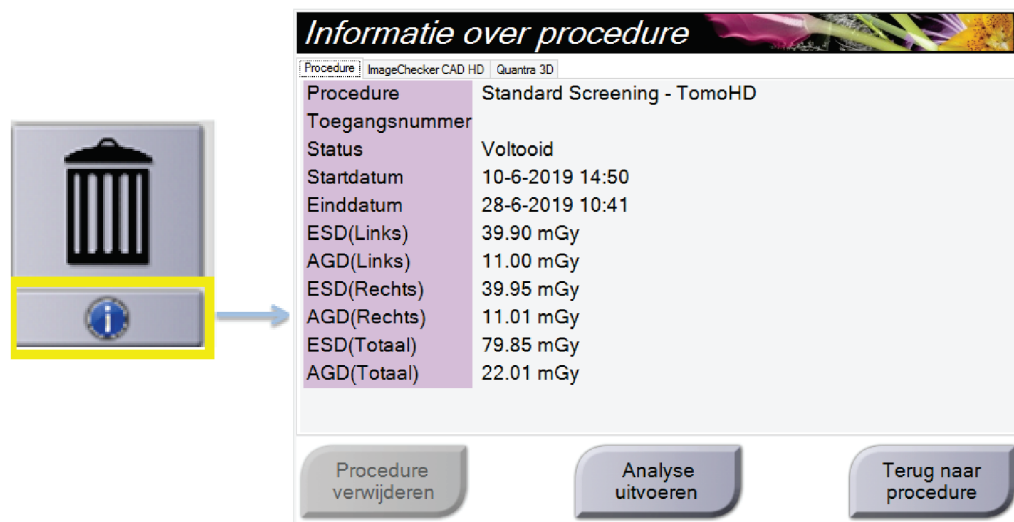 Informatie over procedure
Procedure ImageChecker CAD HD Quantra 3D
Procedure Standard Screening - TomoHD
Toegangsnummer
Status Voltooid
Startdatum 10-6-2019 14:50
Einddatum 28-6-2019 10:41
ESD(Links) 39.90 mGy
AGD(Links) 11.00 mGy
ESD(Rechts) 39.95 mGy
AGD(Rechts) 11.01 mGy
ESD(Totaal) 79.85 mGy
AGD(Totaal) 22.01 mGy
Procedure
verwijderen
Analyse
uitvoeren
Terug naar
procedure